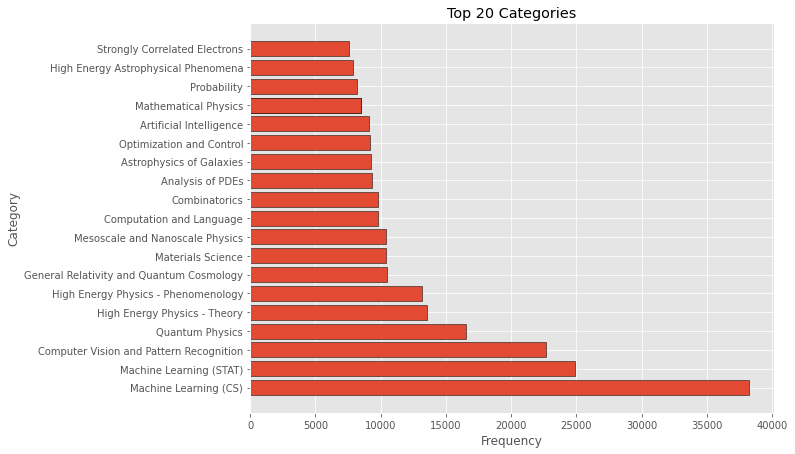 Top 20 Categories
Category
Strongly Correlated Electrons
High Energy Astrophysical Phenomena
Probability
Mathematical Physics
Artificial Intelligence
Optimization and Control
Astrophysics of Galaxies
Analysis of PDEs
Combinatorics
Computation and Language
Mesoscale and Nanoscale Physics
Materials Science
General Relativity and Quantum Cosmology
High Energy Physics - Phenomenology
High Energy Physics - Theory
Quantum Physics
Computer Vision and Pattern Recognition
Machine Learning (STAT)
Machine Learning (CS)
0 5000 10000 15000 20000 25000 30000 35000 40000
Frequency